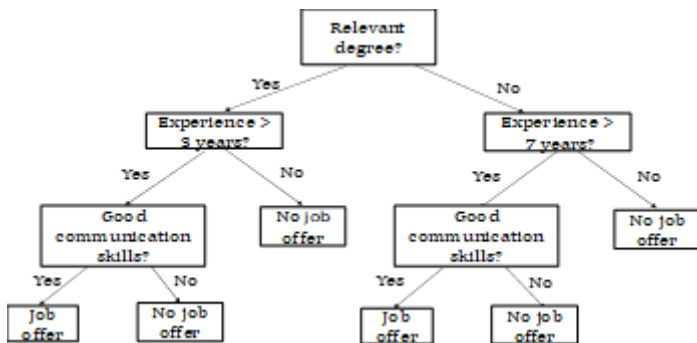 Relevant
degree?
Yes
No
Experience >
3 years?
Experience >
7 years?
Yes
No
Yes
No
Good
communication
skills?
No job
offer
Good
communication
skills?
No job
offer
Yes
No
Yes
No
Job
offer
No job
offer
Job
offer
No job
offer